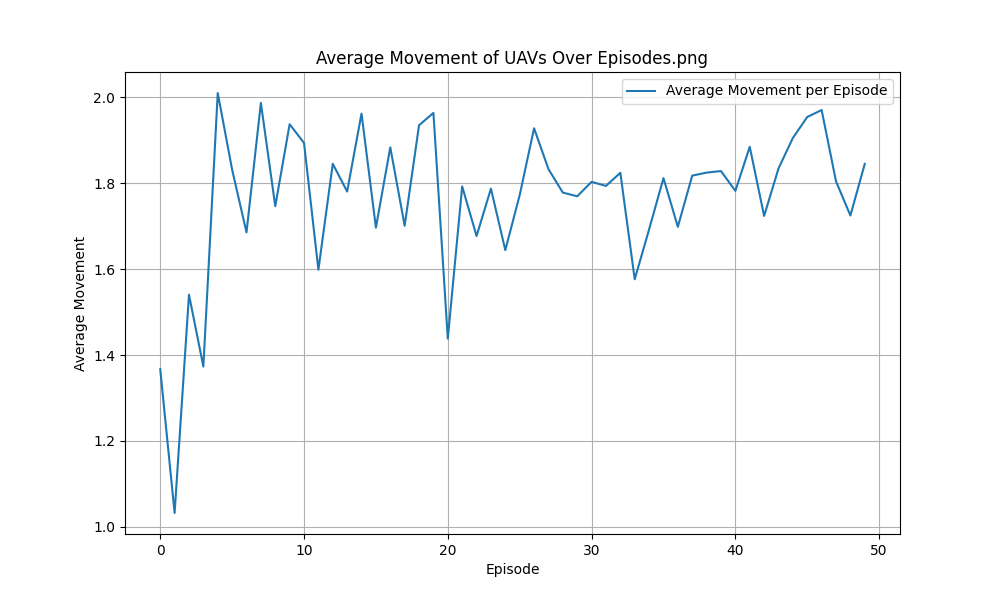 Average Movement of UAVs Over Episodes.png
Average Movement per Episode
2.0
1.8
1.6
1.4
1.2
1.0
Average Movement
0 10 20 30 40 50
Episode